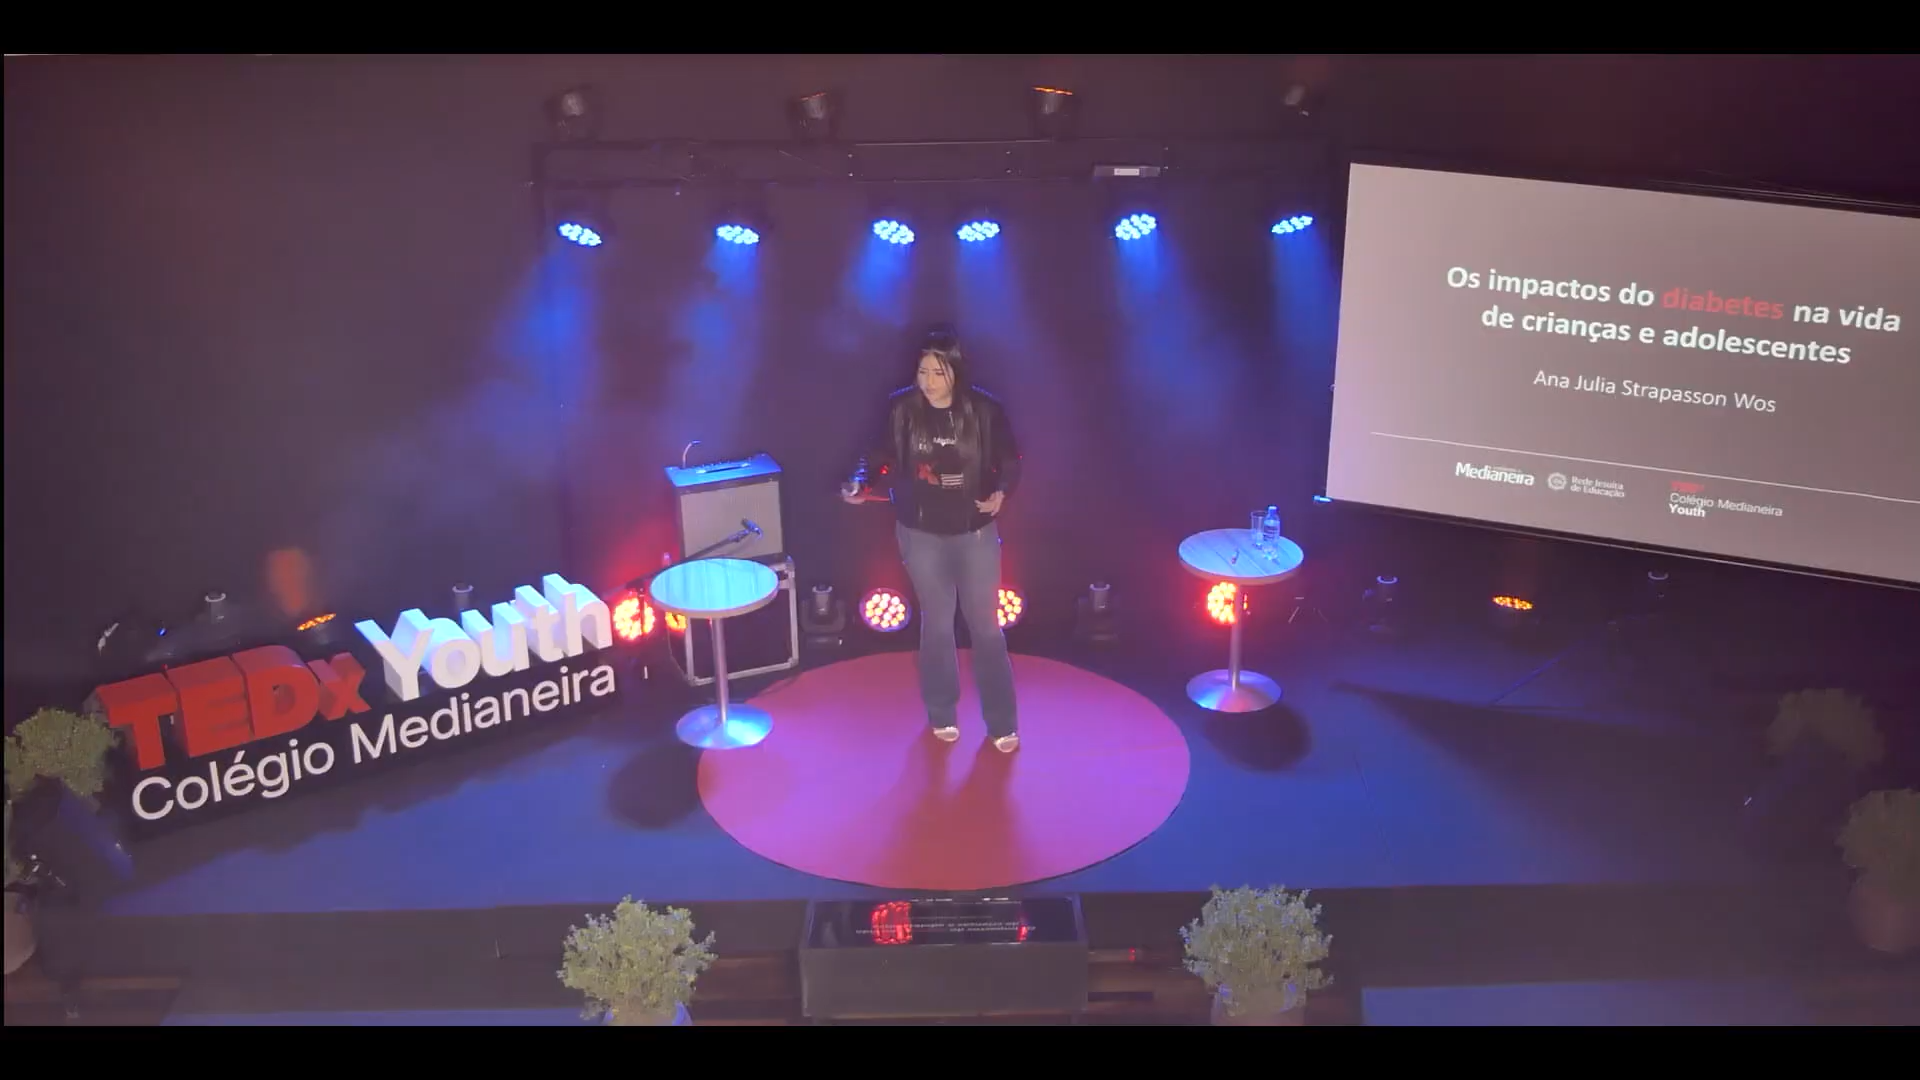 Os impactos do diabetes na vida
de crianças e adolescentes
Ana Julia Strapasson Wos
Medianeira
Rede Jesuíta
de Educação
TEDx
Colégio Medianeira
Youth
TEDx Youth
Colégio Medianeira